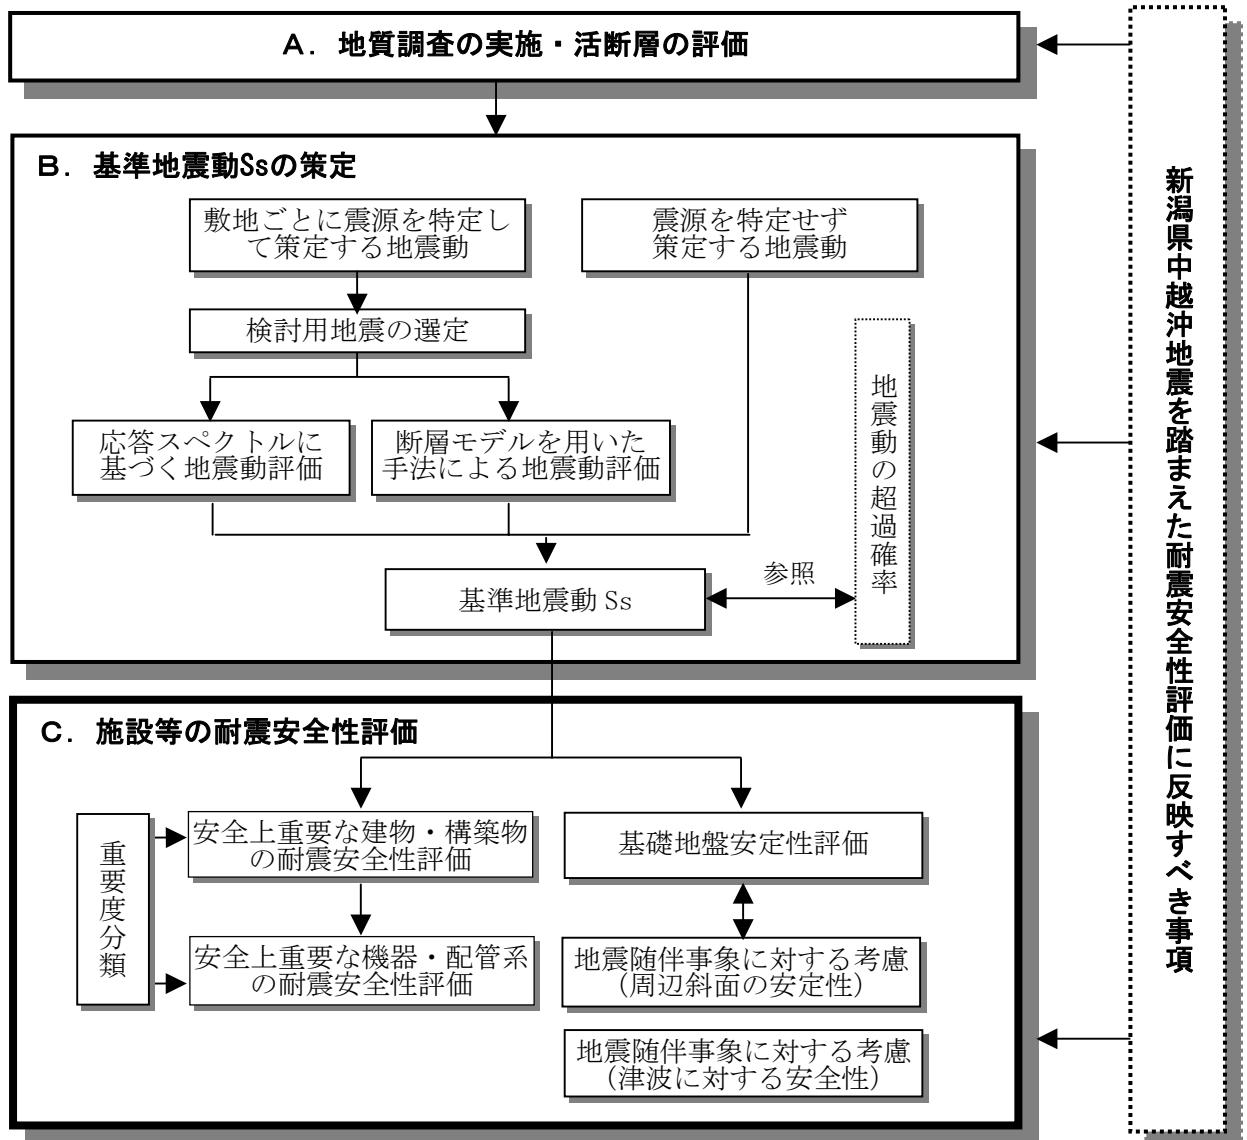 A．地質調査の実施・活断層の評価
B．基準地震動Ssの策定
敷地ごとに震源を特定し
て策定する地震動
震源を特定せず
策定する地震動
検討用地震の選定
応答スペクトルに
基づく地震動評価
断層モデルを用いた
手法による地震動評価
地震動の超過確率
参照
基準地震動 Ss
C．施設等の耐震安全性評価
重要度分類
安全上重要な建物・構築物
の耐震安全性評価
安全上重要な機器・配管系
の耐震安全性評価
基礎地盤安定性評価
地震随伴事象に対する考慮
（周辺斜面の安定性）
地震随伴事象に対する考慮
（津波に対する安全性）
新潟県中越沖地震を踏まえた耐震安全性評価に反映すべき事項